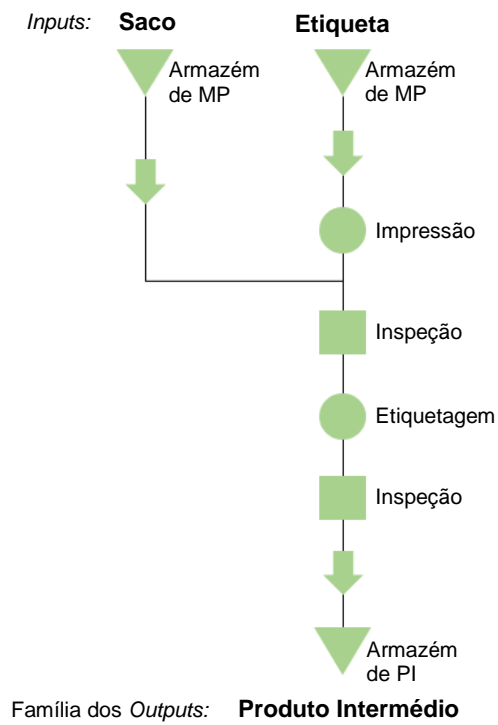 Inputs: Saco Etiqueta
Armazém
de MP
Armazém
de MP
Impressão
Inspeção
Etiquetagem
Inspeção
Armazém
de PI
Família dos Outputs: Produto Intermédio